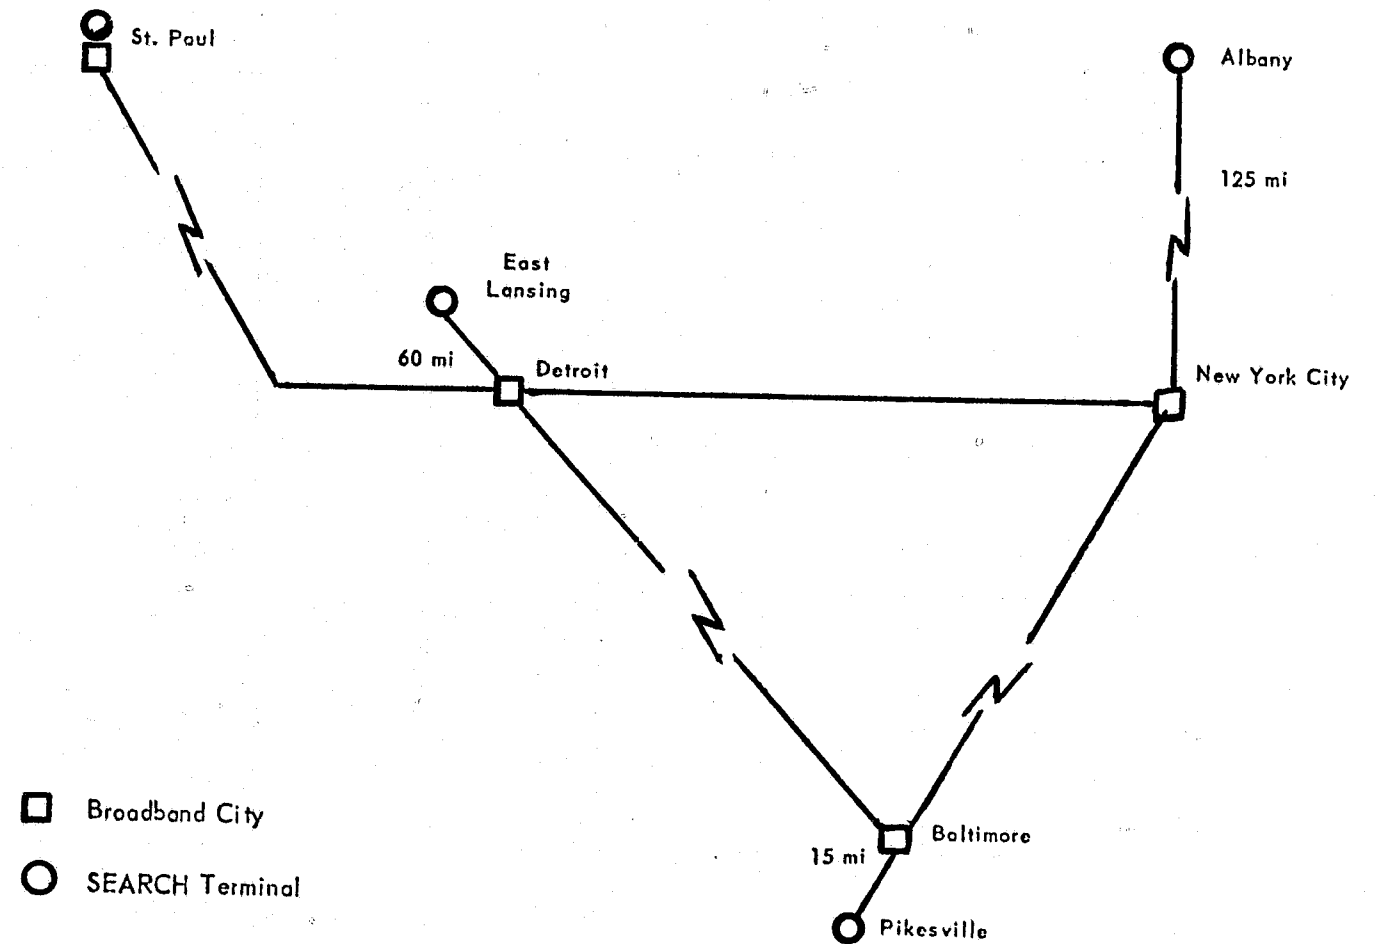 St. Paul
Albany
125 mi
East
Lansing
60 mi
Detroit
New York City
Broadband City
Baltimore
15 mi
SEARCH Terminal
Pikesville